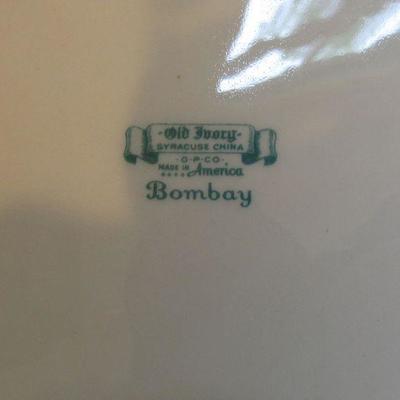 -Old Ivory-
SYRACUSE CHINA
-O-P-CO-
MADE IN America
Bombay